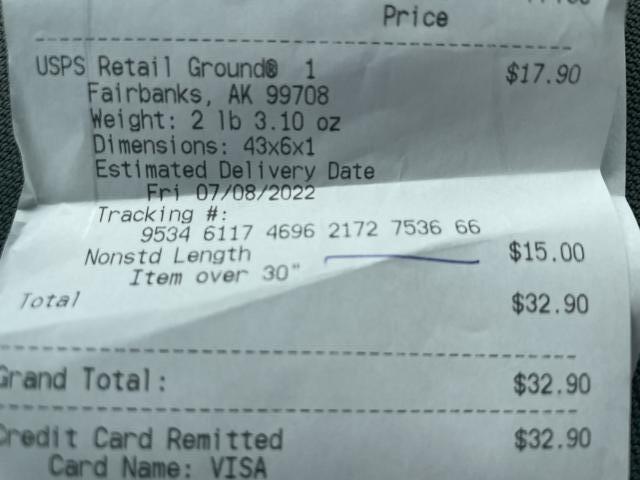 Price
USPS Retail Ground® 1 $17.90
Fairbanks, AK 99708
Weight: 2 lb 3.10 oz
Dimensions: 43x6x1
Estimated Delivery Date
Fri 07/08/2022
Tracking #:
9534 6117 4696 2172 7536 66
Nonstd Length $15.00
Item over 30"
Total $32.90
Grand Total: $32.90
Credit Card Remitted $32.90
Card Name: VISA